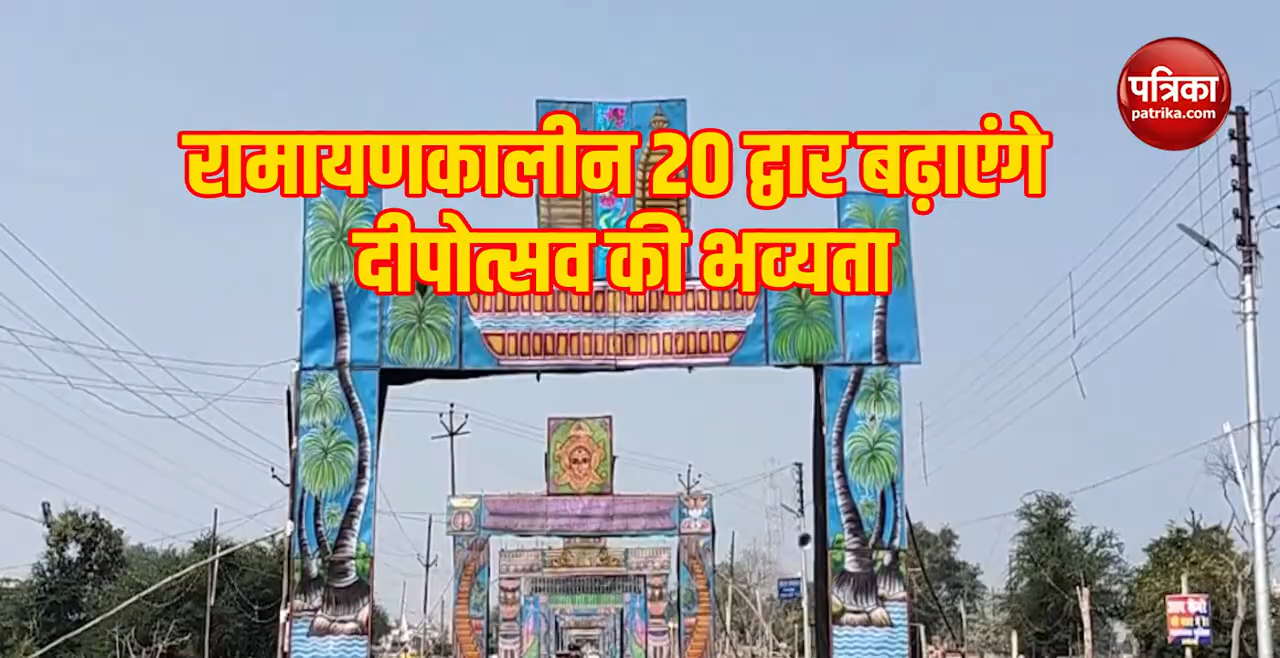 पत्रिका
patrika.com
रामायणकालीन 20 द्वार बढ़ाएंगे
दीपोत्सव की भव्यता